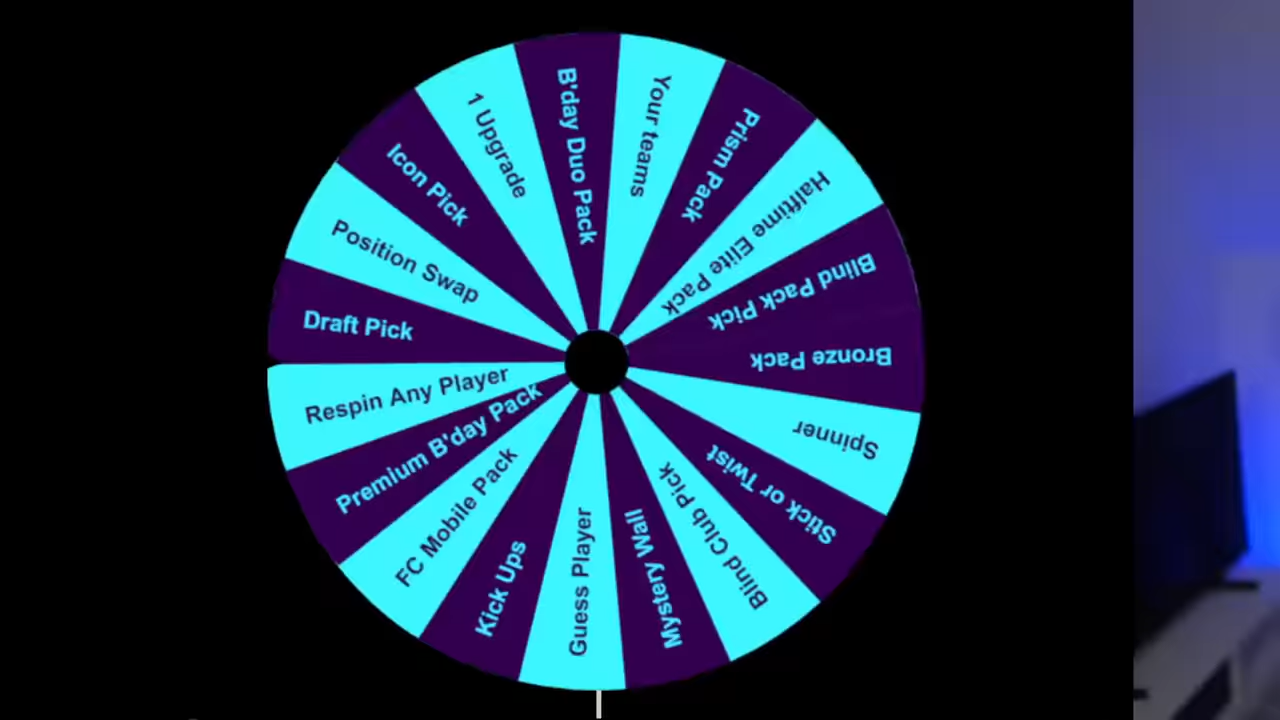 B'day Duo Pack
Your teams
Prism Pack
Halftime Elite Pack
Blind Pack Pick
Bronze Pack
Spinner
Stick or Twist
Blind Club Pick
Mystery Wall
Guess Player
Kick Ups
FC Mobile Pack
Premium B'day Pack
Respin Any Player
Draft Pick
Position Swap
Icon Pick
1 Upgrade